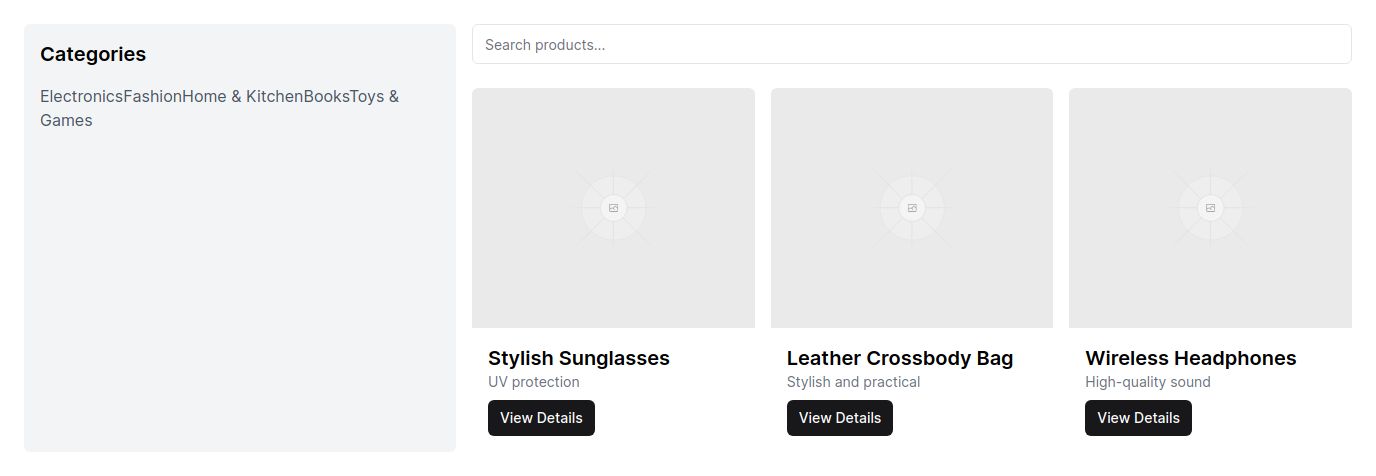 Categories
ElectronicsFashionHome & KitchenBooksToys &
Games
Search products...
Stylish Sunglasses
UV protection
View Details
Leather Crossbody Bag
Stylish and practical
View Details
Wireless Headphones
High-quality sound
View Details